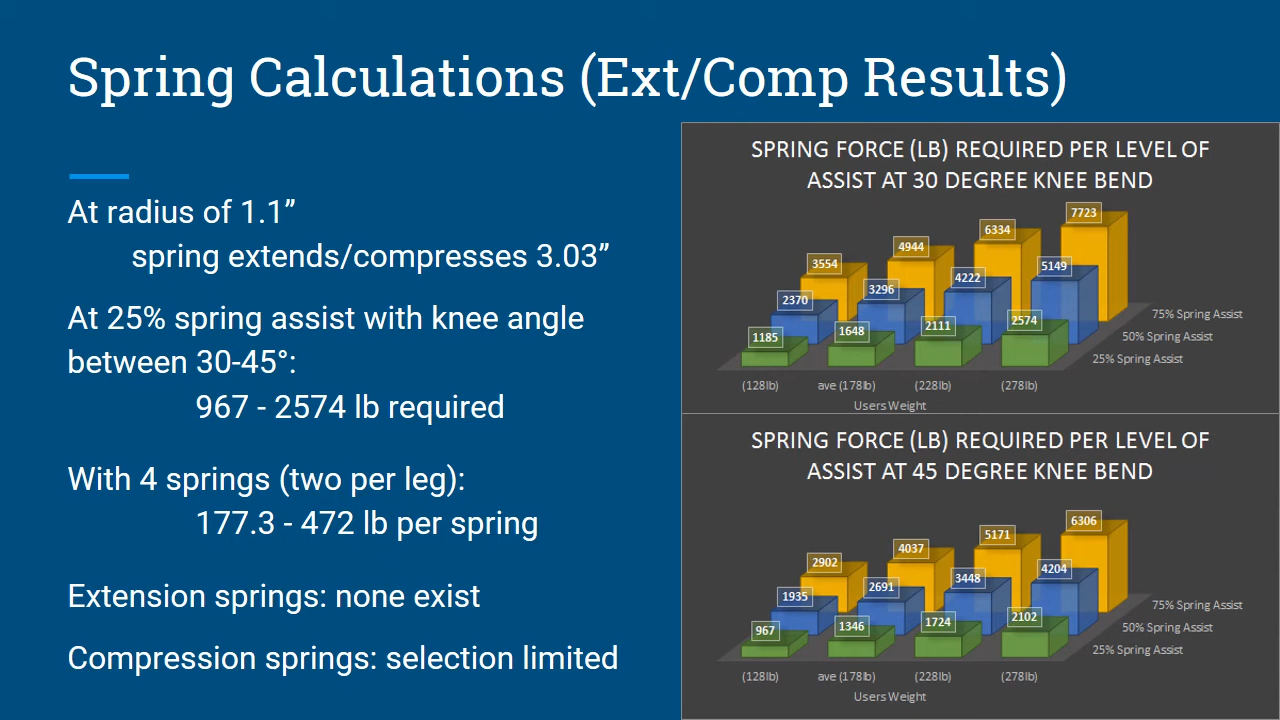 Spring Calculations (Ext/Comp Results)
At radius of 1.1”
spring extends/compresses 3.03”
At 25% spring assist with knee angle
between 30-45°:
967 - 2574 lb required
With 4 springs (two per leg):
177.3 - 472 lb per spring
Extension springs: none exist
Compression springs: selection limited
SPRING FORCE (LB) REQUIRED PER LEVEL OF
ASSIST AT 30 DEGREE KNEE BEND
3554
4944
6334
7723
2370
3296
4222
5149
1185
1648
2111
2574
75% Spring Assist
50% Spring Assist
25% Spring Assist
(128lb)
ave (178lb)
(228lb)
(278lb)
Users Weight
SPRING FORCE (LB) REQUIRED PER LEVEL OF
ASSIST AT 45 DEGREE KNEE BEND
2902
4037
5171
6306
1935
2691
3448
4204
967
1346
1724
2102
75% Spring Assist
50% Spring Assist
25% Spring Assist
(128lb)
ave (178lb)
(228lb)
(278lb)
Users Weight